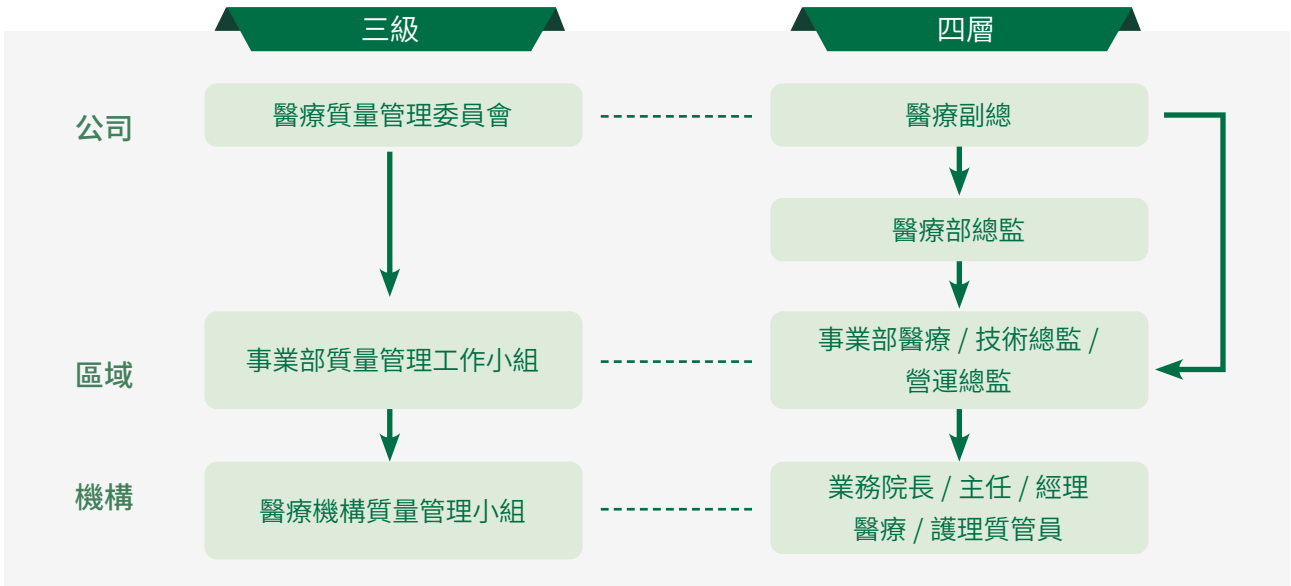 三級
四層
公司
醫療質量管理委員會
醫療副總
醫療部總監
區域
事業部質量管理工作小組
事業部醫療 / 技術總監 /
營運總監
機構
醫療機構質量管理小組
業務院長 / 主任 / 經理
醫療 / 護理質管員